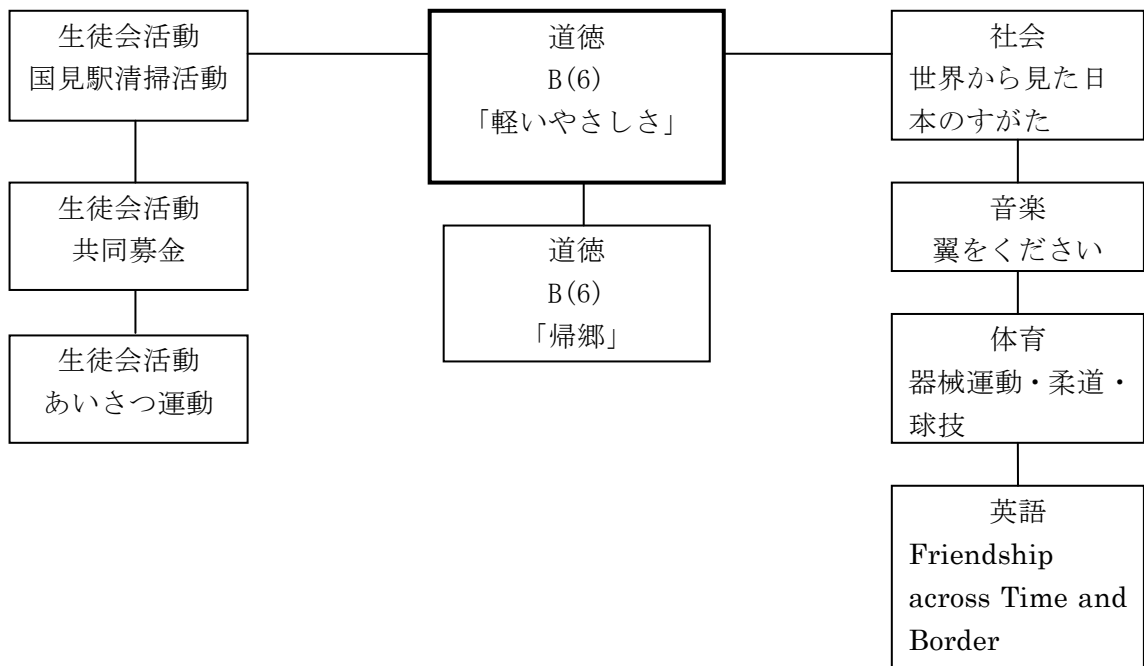 生徒会活動
国見駅清掃活動
生徒会活動
共同募金
生徒会活動
あいさつ運動
道徳
B(6)
「軽いやさしさ」
道徳
B(6)
「帰郷」
社会
世界から見た日
本のすがた
音楽
翼をください
体育
器械運動・柔道・
球技
英語
Friendship
across Time and
Border